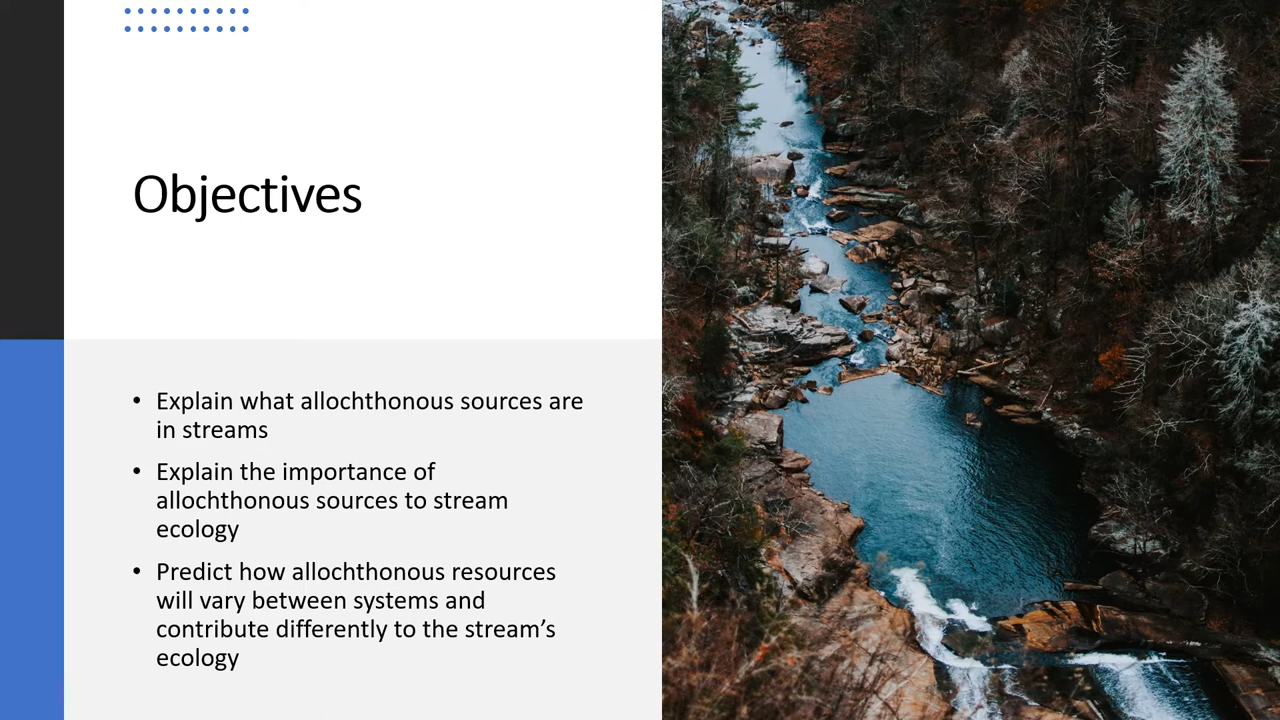 Objectives
• Explain what allochthonous sources are
in streams
• Explain the importance of
allochthonous sources to stream
ecology
• Predict how allochthonous resources
will vary between systems and
contribute differently to the stream’s
ecology